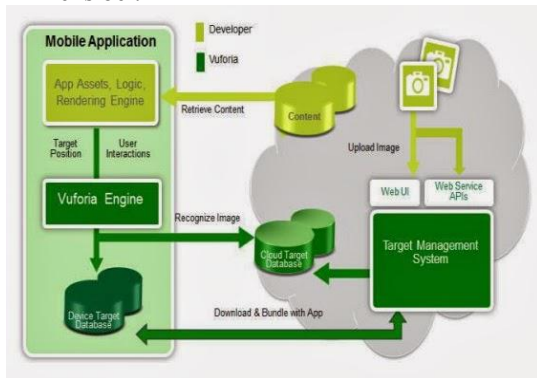 Developer
Vuforia
Mobile Application
App Assets, Logic,
Rendering Engine
Retrieve Content
Content
Target
Position
User
Interactions
Upload Image
Vuforia Engine
Recognize Image
Web UI
Web Service
APIs
Cloud Target
Database
Target Management
System
Device Target
Database
Download & Bundle with App